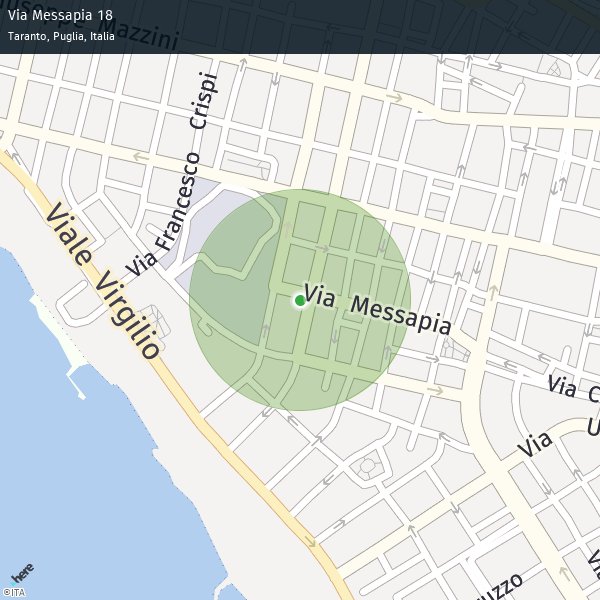 Via Messapia 18
Taranto, Puglia, Italia
Mazzini
Via Francesco Crispi
Viale Virgilio
Via Messapia
Via C
U
Via
Via
uzzo
here
©ITA